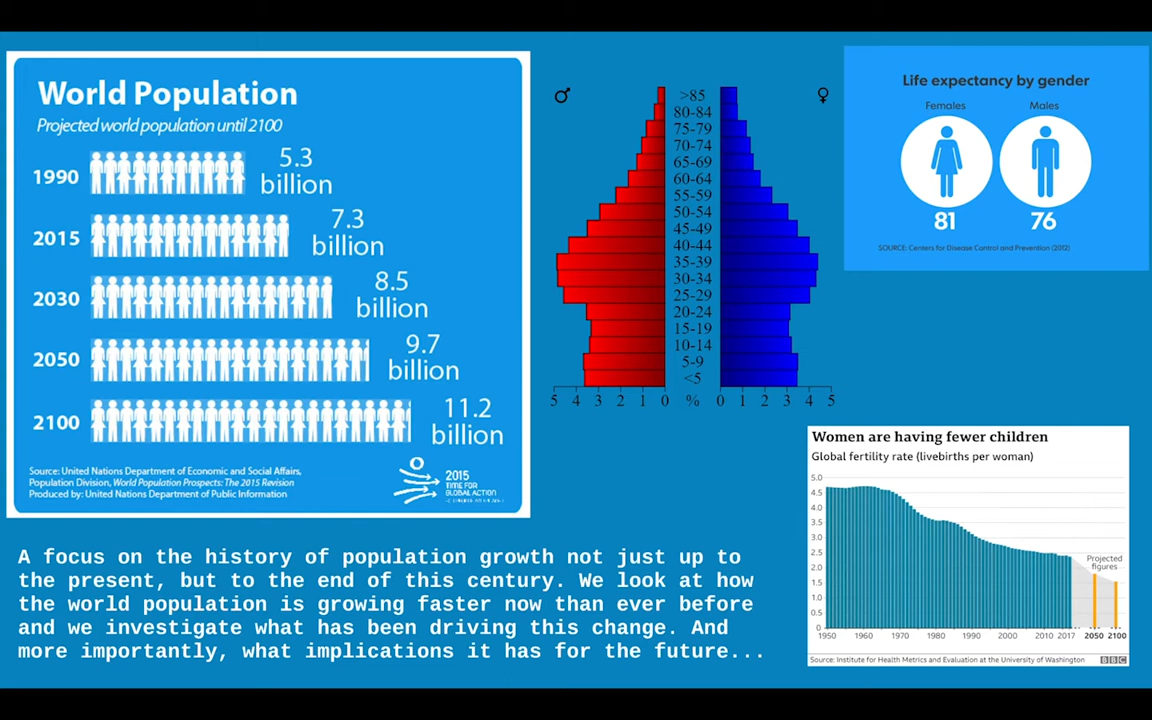 World Population
Projected world population until 2100
1990
5.3
billion
2015
7.3
billion
2030
8.5
billion
2050
9.7
billion
2100
11.2
billion
Source: United Nations Department of Economic and Social Affairs,
Population Division, World Population Prospects: The 2015 Revision
Produced by: United Nations Department of Public Information
2015
TIME FOR
GLOBAL ACTION
♂
♀
>85
80-84
75-79
70-74
65-69
60-64
55-59
50-54
45-49
40-44
35-39
30-34
25-29
20-24
15-19
10-14
5-9
<5
5 4 3 2 1 0 % 0 1 2 3 4 5
Life expectancy by gender
Females Males
81 76
SOURCE: Centers for Disease Control and Prevention (2012)
Women are having fewer children
Global fertility rate (livebirths per woman)
5.0
4.5
4.0
3.5
3.0
2.5
2.0
1.5
1.0
0.5
0
Projected
figures
1950 1960 1970 1980 1990 2000 2010 2017 2050 2100
Source: Institute for Health Metrics and Evaluation at the University of Washington
BBC
A focus on the history of population growth not just up to
the present, but to the end of this century. We look at how
the world population is growing faster now than ever before
and we investigate what has been driving this change. And
more importantly, what implications it has for the future...